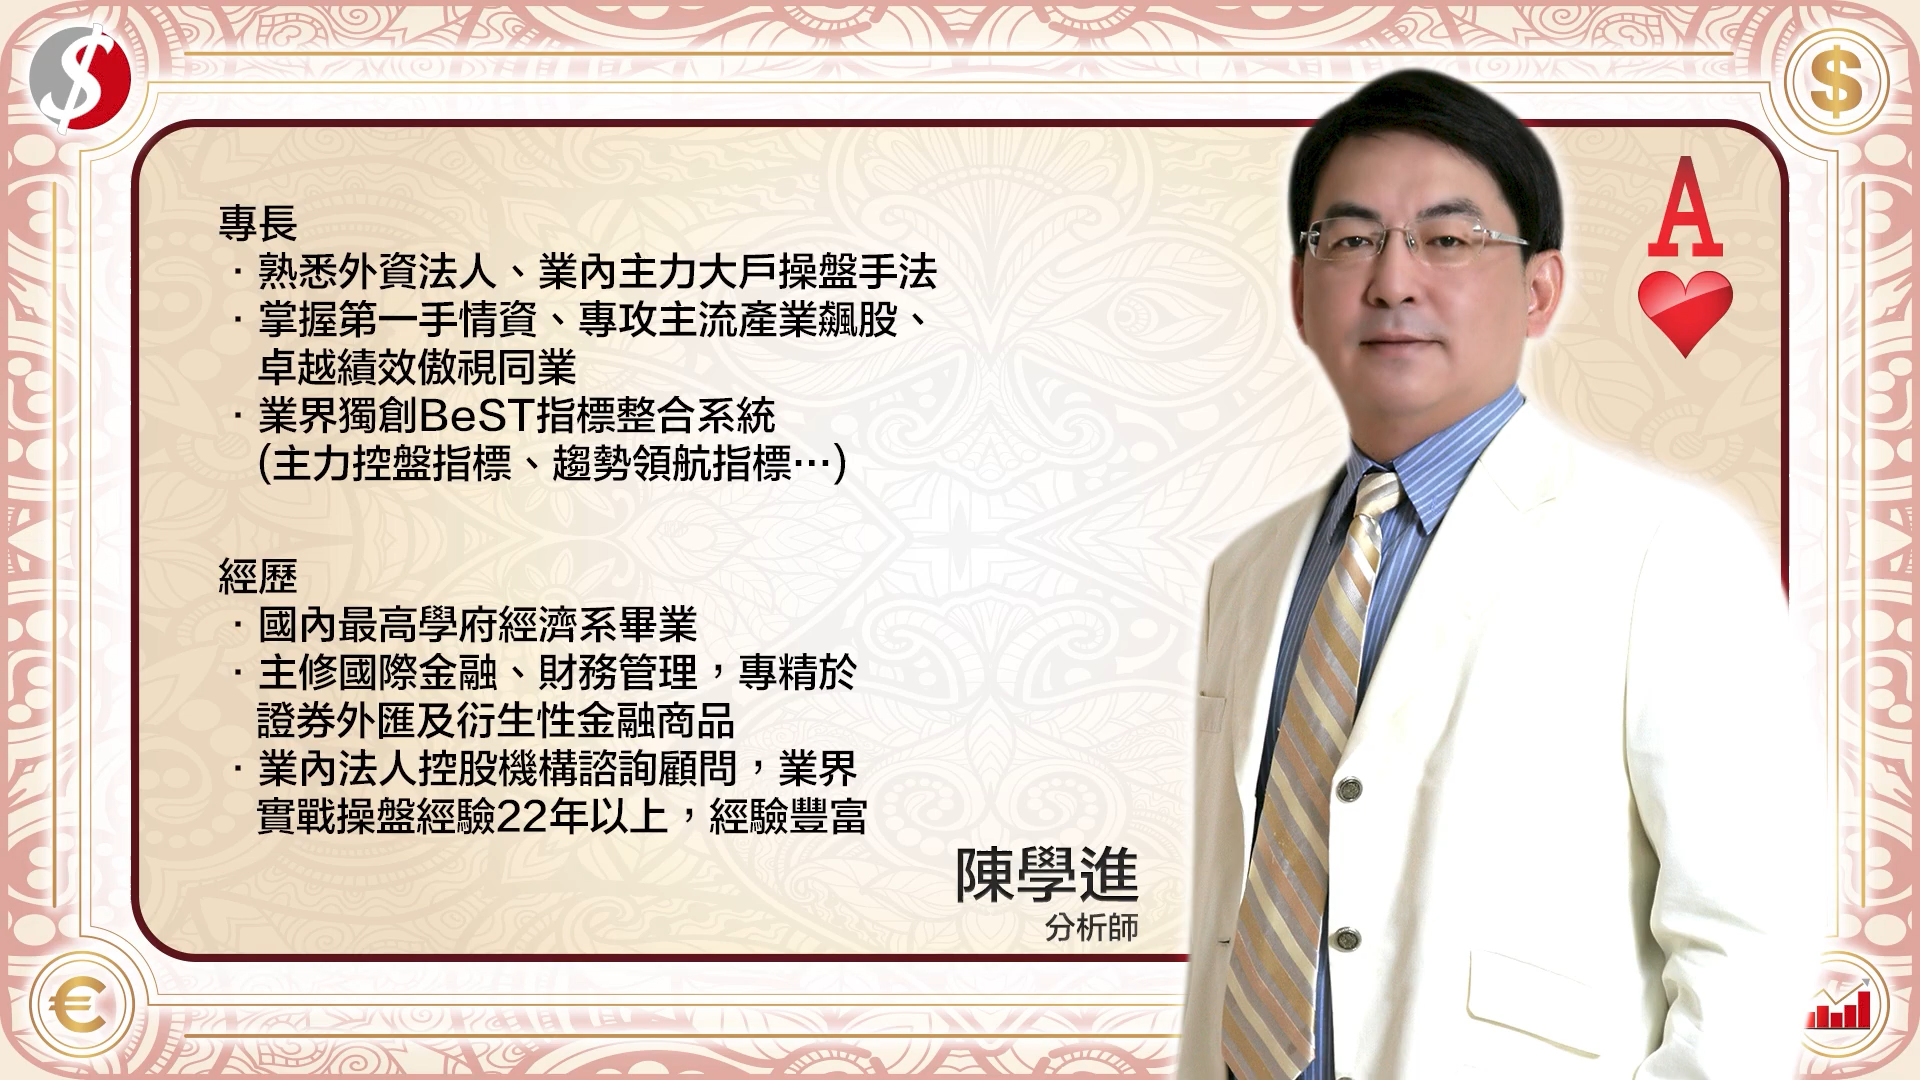 專長
·熟悉外資法人、業內主力大戶操盤手法
·掌握第一手情資、專攻主流產業飆股、
卓越績效傲視同業
·業界獨創BeST指標整合系統
(主力控盤指標、趨勢領航指標…)
經歷
·國內最高學府經濟系畢業
·主修國際金融、財務管理，專精於
證券外匯及衍生性金融商品
·業內法人控股機構諮詢顧問，業界
實戰操盤經驗22年以上，經驗豐富
陳學進
分析師
A
$
$
€